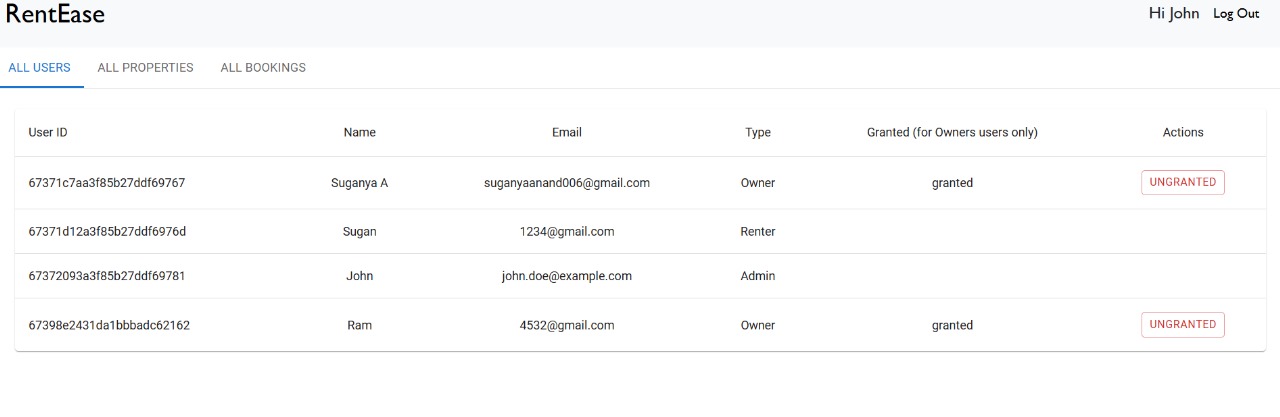 RentEase Hi John Log Out
ALL USERS ALL PROPERTIES ALL BOOKINGS
User ID Name Email Type Granted (for Owners users only) Actions
67371c7aa3f85b27ddf69767 Suganya A suganyaanand006@gmail.com Owner granted UNGRANTED
67371d12a3f85b27ddf6976d Sugan 1234@gmail.com Renter
67372093a3f85b27ddf69781 John john.doe@example.com Admin
67398e2431da1bbbadc62162 Ram 4532@gmail.com Owner granted UNGRANTED